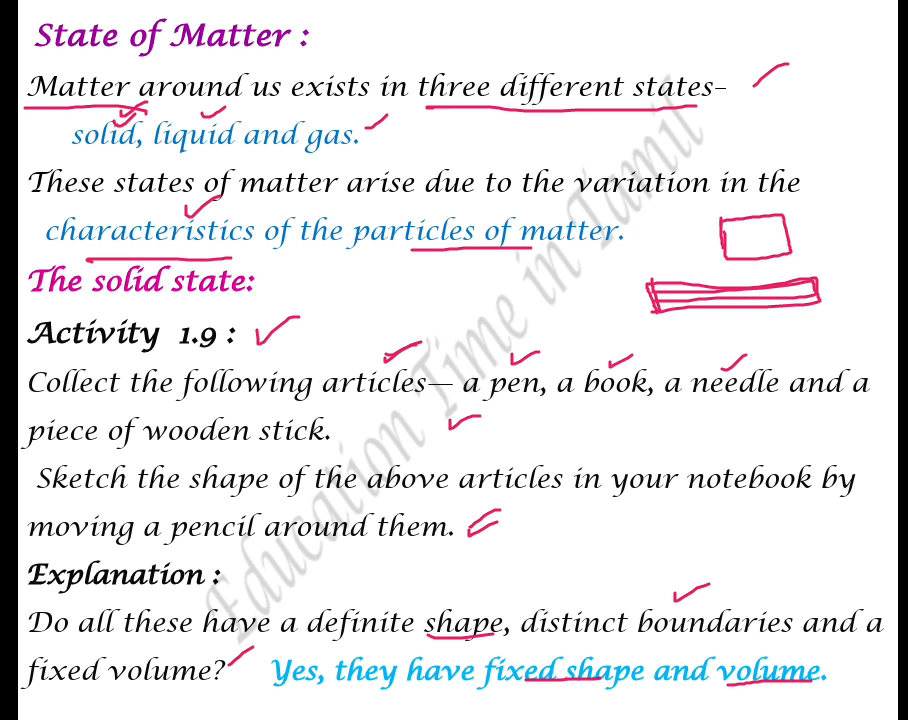 State of Matter :
Matter around us exists in three different states–
solid, liquid and gas.
These states of matter arise due to the variation in the
characteristics of the particles of matter.
The solid state:
Activity 1.9 :
Collect the following articles— a pen, a book, a needle and a
piece of wooden stick.
Sketch the shape of the above articles in your notebook by
moving a pencil around them.
Explanation :
Do all these have a definite shape, distinct boundaries and a
fixed volume? Yes, they have fixed shape and volume.
Education Time in Tamil